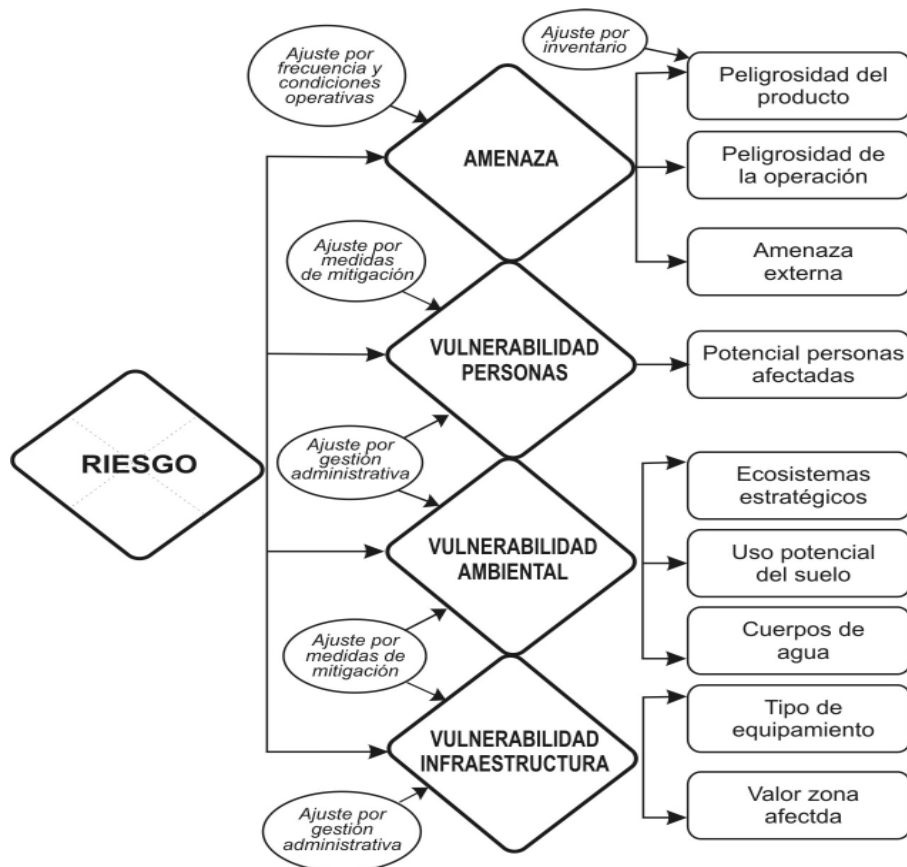 Ajuste por
frecuencia y
condiciones
operativas
Ajuste por
inventario
Peligrosidad del
producto
AMENAZA
Peligrosidad de
la operación
Amenaza
externa
Ajuste por
medidas
de mitigación
VULNERABILIDAD
PERSONAS
Potencial personas
afectadas
RIESGO
Ajuste por
gestión
administrativa
Ecosistemas
estratégicos
VULNERABILIDAD
AMBIENTAL
Uso potencial
del suelo
Cuerpos de
agua
Ajuste por
medidas de
mitigación
Tipo de
equipamiento
VULNERABILIDAD
INFRAESTRUCTURA
Valor zona
afectda
Ajuste por
gestión
administrativa